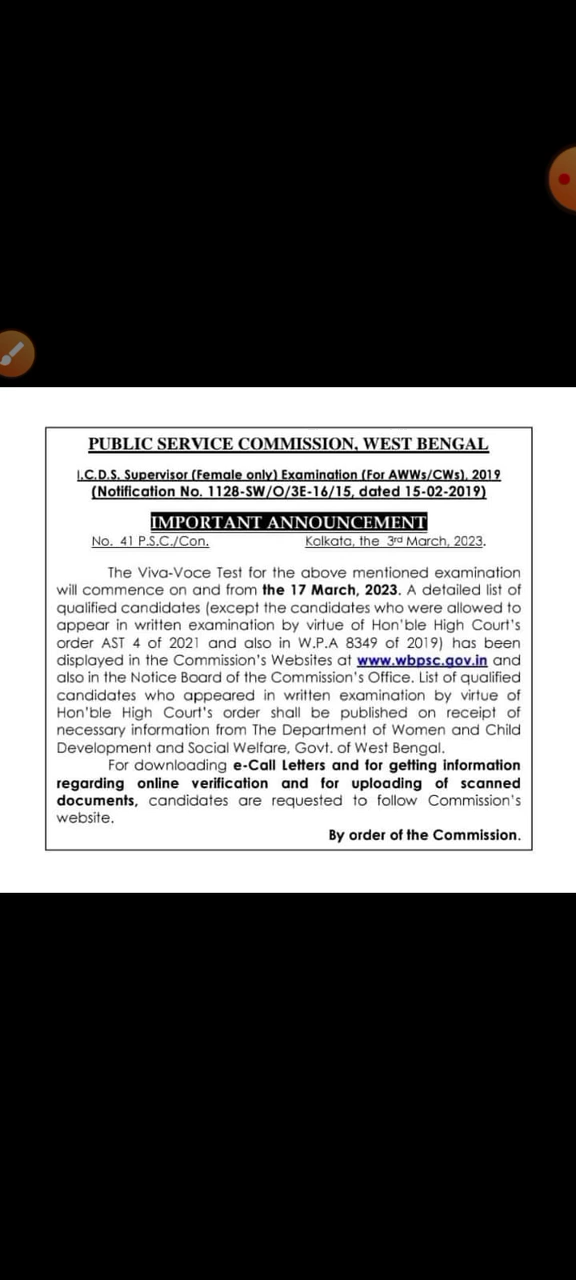 PUBLIC SERVICE COMMISSION, WEST BENGAL
I.C.D.S. Supervisor (Female only) Examination (For AWWs/CWs), 2019
(Notification No. 1128-SW/O/3E-16/15, dated 15-02-2019)
IMPORTANT ANNOUNCEMENT
No. 41 P.S.C./Con. Kolkata, the 3rd March, 2023.
The Viva-Voce Test for the above mentioned examination
will commence on and from the 17 March, 2023. A detailed list of
qualified candidates (except the candidates who were allowed to
appear in written examination by virtue of Hon'ble High Court's
order AST 4 of 2021 and also in W.P.A 8349 of 2019) has been
displayed in the Commission's Websites at www.wbpsc.gov.in and
also in the Notice Board of the Commission's Office. List of qualified
candidates who appeared in written examination by virtue of
Hon'ble High Court's order shall be published on receipt of
necessary information from The Department of Women and Child
Development and Social Welfare, Govt. of West Bengal.
For downloading e-Call Letters and for getting information
regarding online verification and for uploading of scanned
documents, candidates are requested to follow Commission's
website.
By order of the Commission.